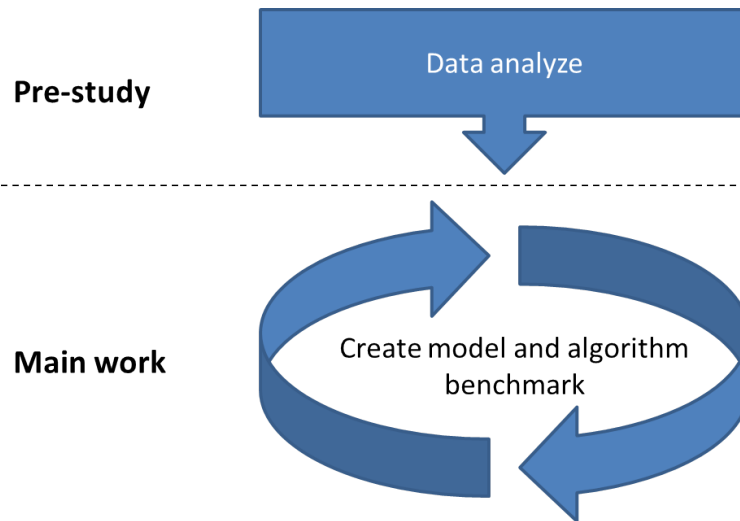 Data analyze
Pre-study
Main work
Create model and algorithm
benchmark